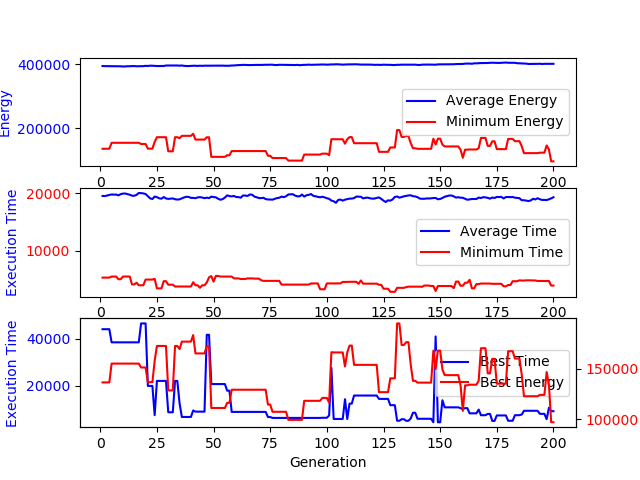 400000
200000
Energy
Average Energy
Minimum Energy
0 25 50 75 100 125 150 175 200
20000
10000
Execution Time
Average Time
Minimum Time
0 25 50 75 100 125 150 175 200
40000
20000
Execution Time
Best Time
Best Energy
150000
100000
0 25 50 75 100 125 150 175 200
Generation